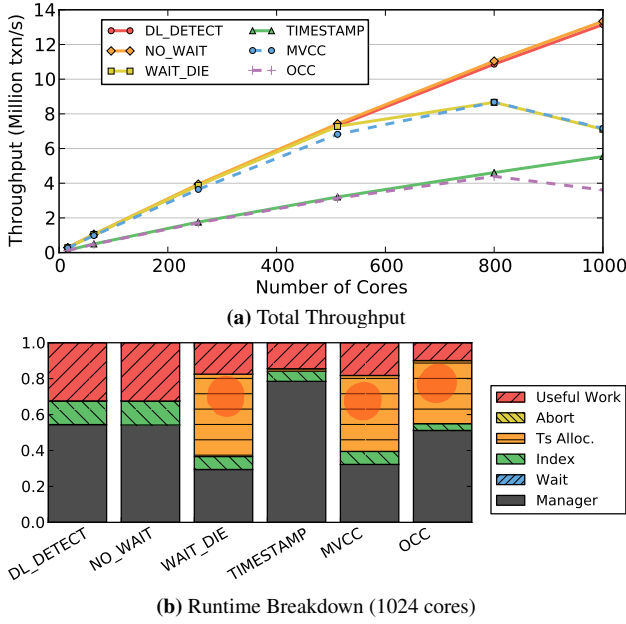 14
12
10
8
6
4
2
0
Throughput (Million txn/s)
DL_DETECT
NO_WAIT
WAIT_DIE
TIMESTAMP
MVCC
OCC
0 200 400 600 800 1000
Number of Cores
(a) Total Throughput
1.0
0.8
0.6
0.4
0.2
0.0
DL_DETECT
NO_WAIT
WAIT_DIE
TIMESTAMP
MVCC
OCC
Useful Work
Abort
Ts Alloc.
Index
Wait
Manager
(b) Runtime Breakdown (1024 cores)